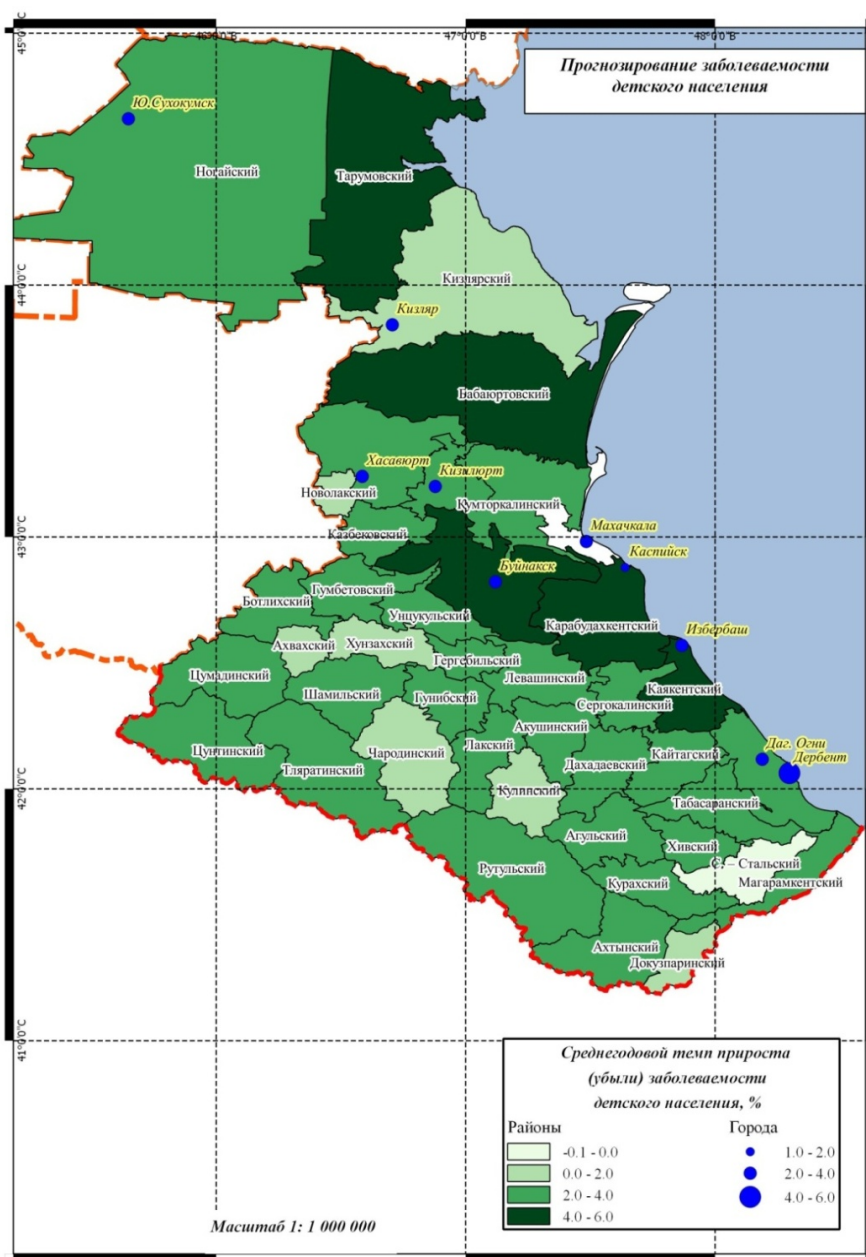 46°0'0"В
47°0'0"В
48°0'0"В
45°0'0"С
Прогнозирование заболеваемости
детского населения
Ю.Сухокумск
Ногайский
Тарумовский
Кизлярский
44°0'0"С
Кизляр
Бабаюртовский
Хасавюрт
Кизилюрт
Новолакский
Кумторкалинский
Махачкала
Казбековский
43°0'0"С
Каспийск
Буйнакск
Гумбетовский
Ботлихский
Унцукульский
Карабудахкентский
Избербаш
Ахвахский
Хунзахский
Гергебильский
Цумадинский
Левашинский
Каякентский
Шамильский
Гунибский
Сергокалинский
Акушинский
Цунтинский
Чародинский
Лакский
Кайтагский
Даг. Огни
Дербент
Тляратинский
Дахадаевский
42°0'0"С
Кулинский
Табасаранский
Агульский
Хивский
С. – Стальский
Рутульский
Курахский
Магарамкентский
Ахтынский
Докузпаринский
41°0'0"С
Среднегодовой темп прироста
(убыли) заболеваемости
детского населения, %
Районы
Города
-0.1 - 0.0
1.0 - 2.0
0.0 - 2.0
2.0 - 4.0
2.0 - 4.0
4.0 - 6.0
4.0 - 6.0
Масштаб 1: 1 000 000